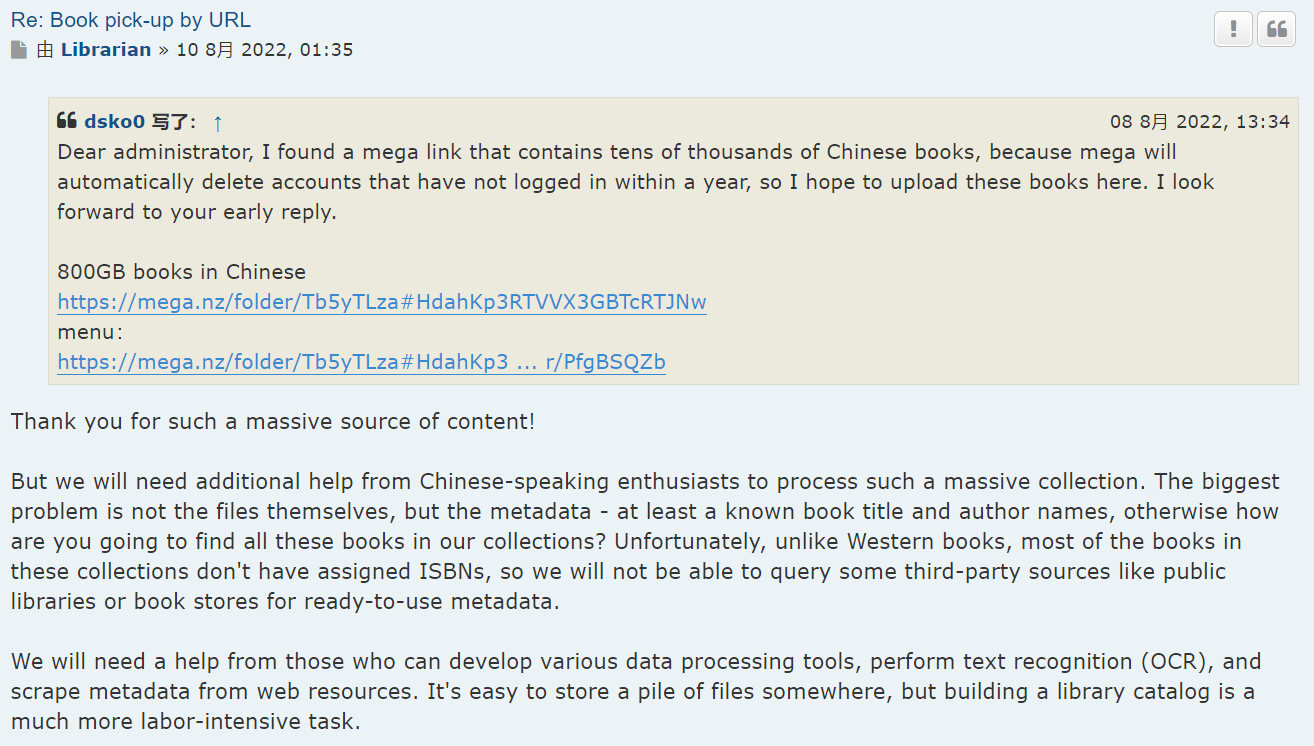 Re: Book pick-up by URL
由 Librarian » 10 8月 2022, 01:35
dsko0 写了: ↑ 08 8月 2022, 13:34
Dear administrator, I found a mega link that contains tens of thousands of Chinese books, because mega will
automatically delete accounts that have not logged in within a year, so I hope to upload these books here. I look
forward to your early reply.
800GB books in Chinese
https://mega.nz/folder/Tb5yTLza#HdahKp3RTVVX3GBTcRTJNw
menu：
https://mega.nz/folder/Tb5yTLza#HdahKp3 ... r/PfgBSQZb
Thank you for such a massive source of content!
But we will need additional help from Chinese-speaking enthusiasts to process such a massive collection. The biggest
problem is not the files themselves, but the metadata - at least a known book title and author names, otherwise how
are you going to find all these books in our collections? Unfortunately, unlike Western books, most of the books in
these collections don't have assigned ISBNs, so we will not be able to query some third-party sources like public
libraries or book stores for ready-to-use metadata.
We will need a help from those who can develop various data processing tools, perform text recognition (OCR), and
scrape metadata from web resources. It's easy to store a pile of files somewhere, but building a library catalog is a
much more labor-intensive task.